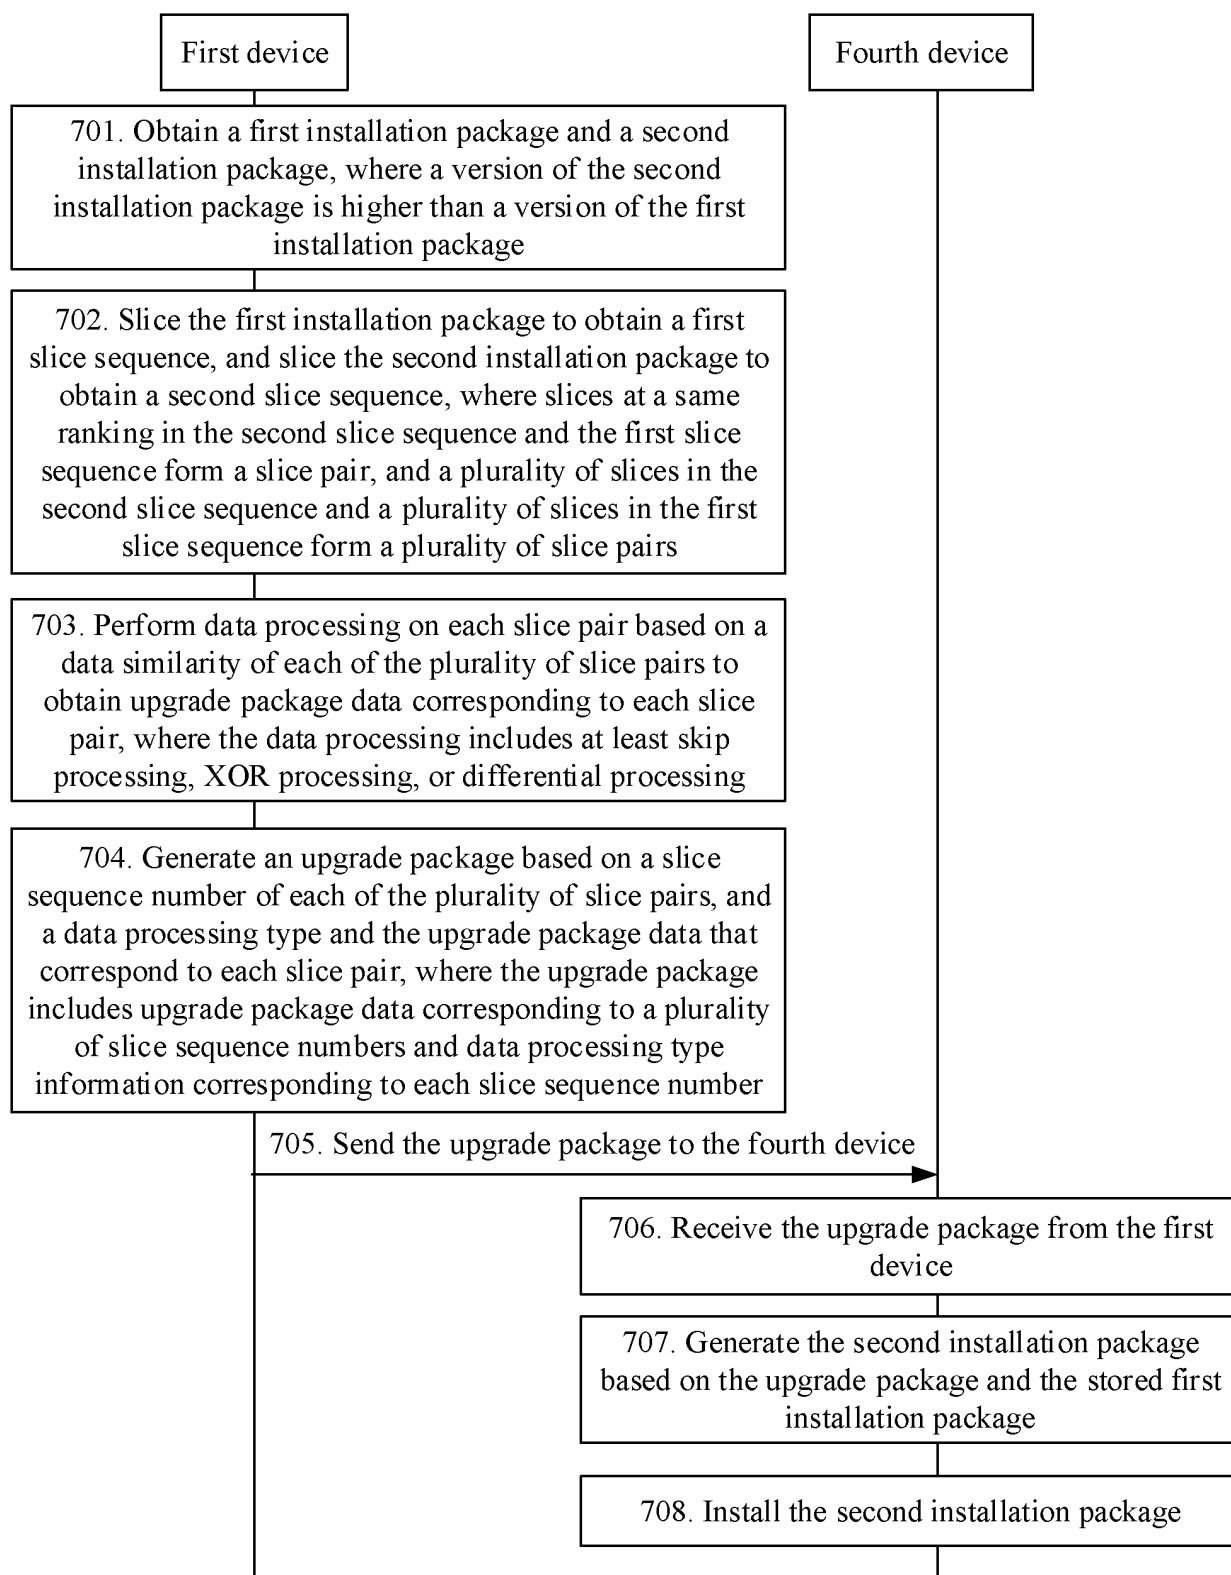 First device
Fourth device
701. Obtain a first installation package and a second
installation package, where a version of the second
installation package is higher than a version of the first
installation package
702. Slice the first installation package to obtain a first
slice sequence, and slice the second installation package to
obtain a second slice sequence, where slices at a same
ranking in the second slice sequence and the first slice
sequence form a slice pair, and a plurality of slices in the
second slice sequence and a plurality of slices in the first
slice sequence form a plurality of slice pairs
703. Perform data processing on each slice pair based on a
data similarity of each of the plurality of slice pairs to
obtain upgrade package data corresponding to each slice
pair, where the data processing includes at least skip
processing, XOR processing, or differential processing
704. Generate an upgrade package based on a slice
sequence number of each of the plurality of slice pairs, and
a data processing type and the upgrade package data that
correspond to each slice pair, where the upgrade package
includes upgrade package data corresponding to a plurality
of slice sequence numbers and data processing type
information corresponding to each slice sequence number
705. Send the upgrade package to the fourth device
706. Receive the upgrade package from the first
device
707. Generate the second installation package
based on the upgrade package and the stored first
installation package
708. Install the second installation package